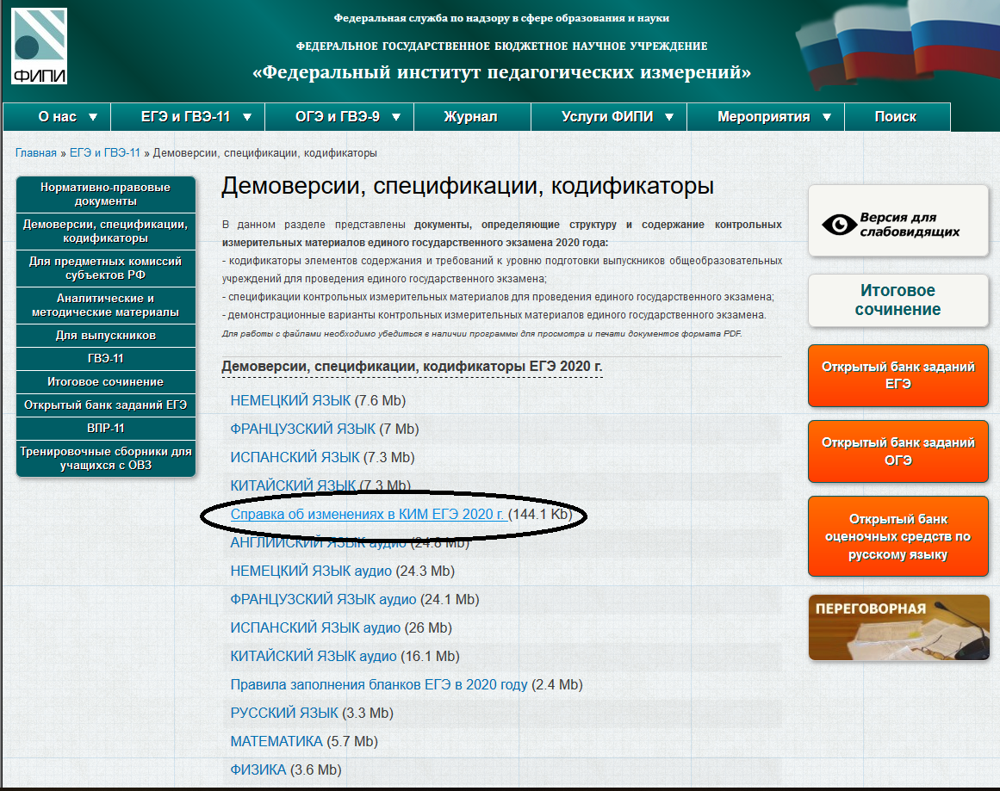 Федеральная служба по надзору в сфере образования и науки
ФЕДЕРАЛЬНОЕ ГОСУДАРСТВЕННОЕ БЮДЖЕТНОЕ НАУЧНОЕ УЧРЕЖДЕНИЕ
«Федеральный институт педагогических измерений»
ФИПИ
О нас ▼ ЕГЭ и ГВЭ-11 ▼ ОГЭ и ГВЭ-9 ▼ Журнал Услуги ФИПИ ▼ Мероприятия ▼ Поиск
Главная » ЕГЭ и ГВЭ-11 » Демоверсии, спецификации, кодификаторы
Нормативно-правовые
документы
Демоверсии, спецификации,
кодификаторы
Для предметных комиссий
субъектов РФ
Аналитические и
методические материалы
Для выпускников
ГВЭ-11
Итоговое сочинение
Открытый банк заданий ЕГЭ
ВПР-11
Тренировочные сборники для
учащихся с ОВЗ
Демоверсии, спецификации, кодификаторы
В данном разделе представлены документы, определяющие структуру и содержание контрольных
измерительных материалов единого государственного экзамена 2020 года:
- кодификаторы элементов содержания и требований к уровню подготовки выпускников общеобразовательных
учреждений для проведения единого государственного экзамена;
- спецификации контрольных измерительных материалов для проведения единого государственного экзамена;
- демонстрационные варианты контрольных измерительных материалов единого государственного экзамена.
Для работы с файлами необходимо убедиться в наличии программы для просмотра и печати документов формата PDF.
Демоверсии, спецификации, кодификаторы ЕГЭ 2020 г.
НЕМЕЦКИЙ ЯЗЫК (7.6 Mb)
ФРАНЦУЗСКИЙ ЯЗЫК (7 Mb)
ИСПАНСКИЙ ЯЗЫК (7.3 Mb)
КИТАЙСКИЙ ЯЗЫК (7.3 Mb)
Справка об изменениях в КИМ ЕГЭ 2020 г. (144.1 Kb)
АНГЛИЙСКИЙ ЯЗЫК аудио (24.8 Mb)
НЕМЕЦКИЙ ЯЗЫК аудио (24.3 Mb)
ФРАНЦУЗСКИЙ ЯЗЫК аудио (24.1 Mb)
ИСПАНСКИЙ ЯЗЫК аудио (26 Mb)
КИТАЙСКИЙ ЯЗЫК аудио (16.1 Mb)
Правила заполнения бланков ЕГЭ в 2020 году (2.4 Mb)
РУССКИЙ ЯЗЫК (3.3 Mb)
МАТЕМАТИКА (5.7 Mb)
ФИЗИКА (3.6 Mb)
Версия для
слабовидящих
Итоговое
сочинение
Открытый банк заданий
ЕГЭ
Открытый банк заданий
ОГЭ
Открытый банк
оценочных средств по
русскому языку
ПЕРЕГОВОРНАЯ